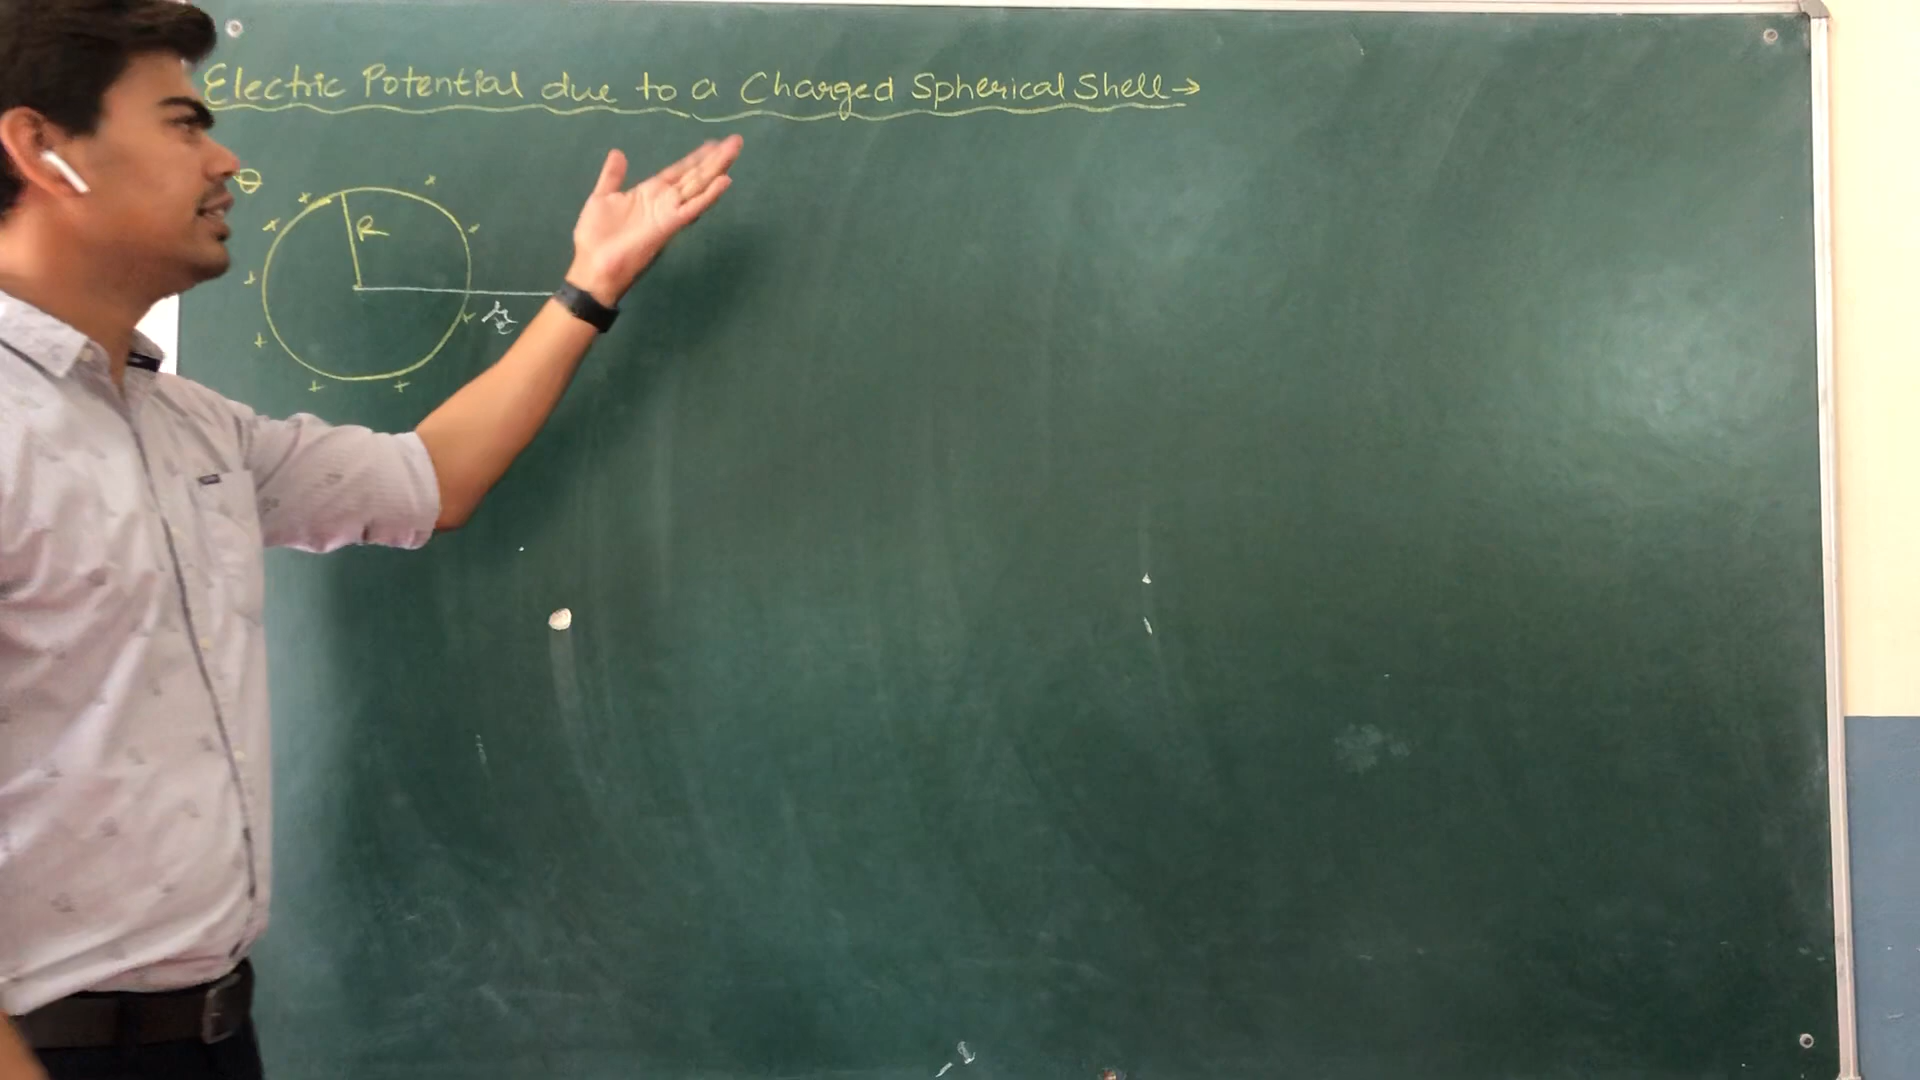 Electric Potential due to a Charged Spherical Shell→
R